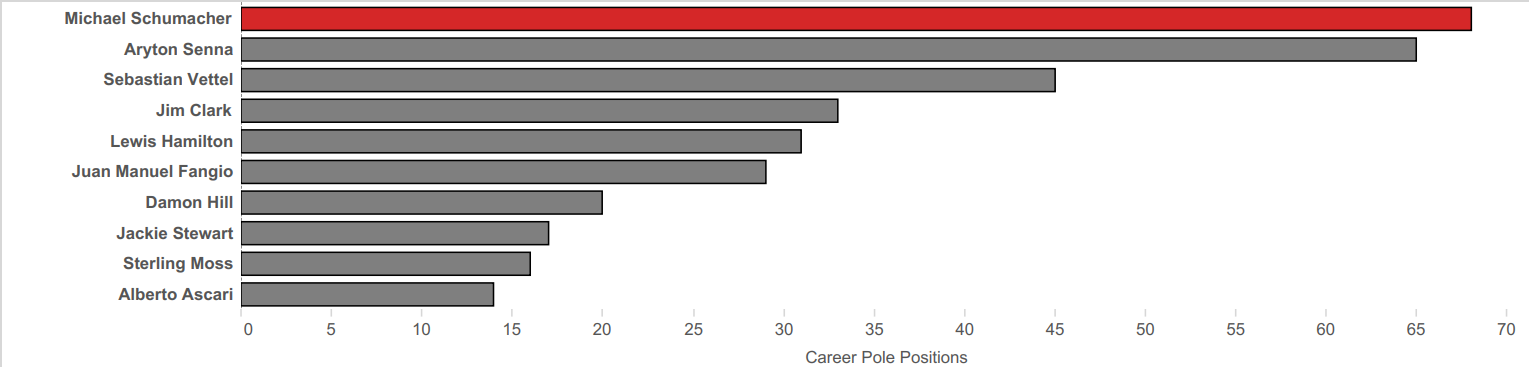 Michael Schumacher
Aryton Senna
Sebastian Vettel
Jim Clark
Lewis Hamilton
Juan Manuel Fangio
Damon Hill
Jackie Stewart
Sterling Moss
Alberto Ascari
0 5 10 15 20 25 30 35 40 45 50 55 60 65 70
Career Pole Positions